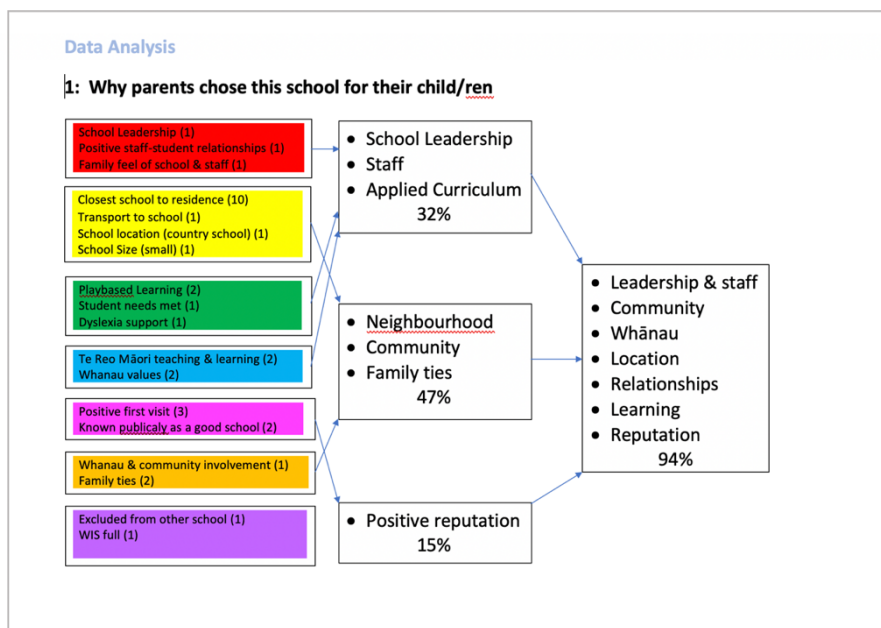 Data Analysis
1: Why parents chose this school for their child/ren
School Leadership (1)
Positive staff-student relationships (1)
Family feel of school & staff (1)
Closest school to residence (10)
Transport to school (1)
School location (country school) (1)
School Size (small) (1)
Playbased Learning (2)
Student needs met (1)
Dyslexia support (1)
Te Reo Māori teaching & learning (2)
Whanau values (2)
Positive first visit (3)
Known publicaly as a good school (2)
Whanau & community involvement (1)
Family ties (2)
Excluded from other school (1)
WIS full (1)
• School Leadership
• Staff
• Applied Curriculum
32%
• Neighbourhood
• Community
• Family ties
47%
• Positive reputation
15%
• Leadership & staff
• Community
• Whānau
• Location
• Relationships
• Learning
• Reputation
94%